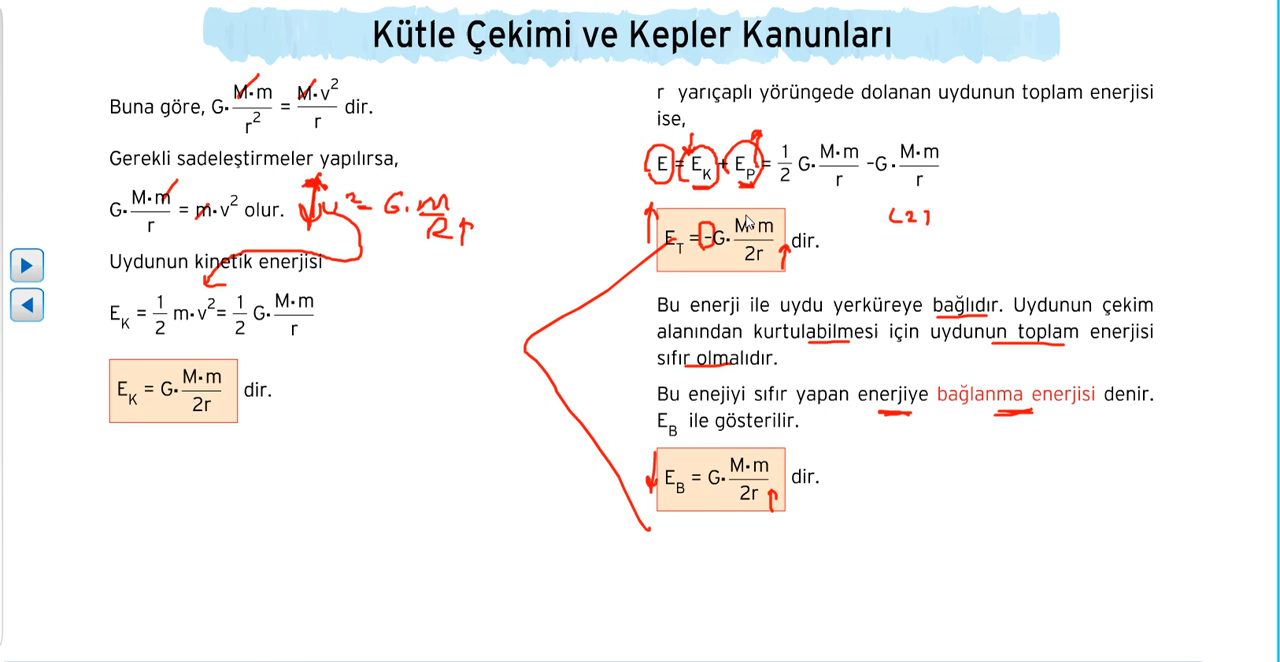 Kütle Çekimi ve Kepler Kanunları
Buna göre, G·M·m/r² = M·v²/r dir.
Gerekli sadeleştirmeler yapılırsa,
G·M·m/r = m·v² olur.
v² = G·m/R ↑
Uydunun kinetik enerjisi
E_K = 1/2 m·v² = 1/2 G·M·m/r
E_K = G·M·m/2r dir.
r yarıçaplı yörüngede dolanan uydunun toplam enerjisi
ise,
E = E_K + E_P = 1/2 G·M·m/r -G·M·m/r
(2)
↑ E_T = -G·M·m/2r ↑ dir.
Bu enerji ile uydu yerküreye bağlıdır. Uydunun çekim
alanından kurtulabilmesi için uydunun toplam enerjisi
sıfır olmalıdır.
Bu enejiyi sıfır yapan enerjiye bağlanma enerjisi denir.
E_B ile gösterilir.
↓ E_B = G·M·m/2r ↑ dir.